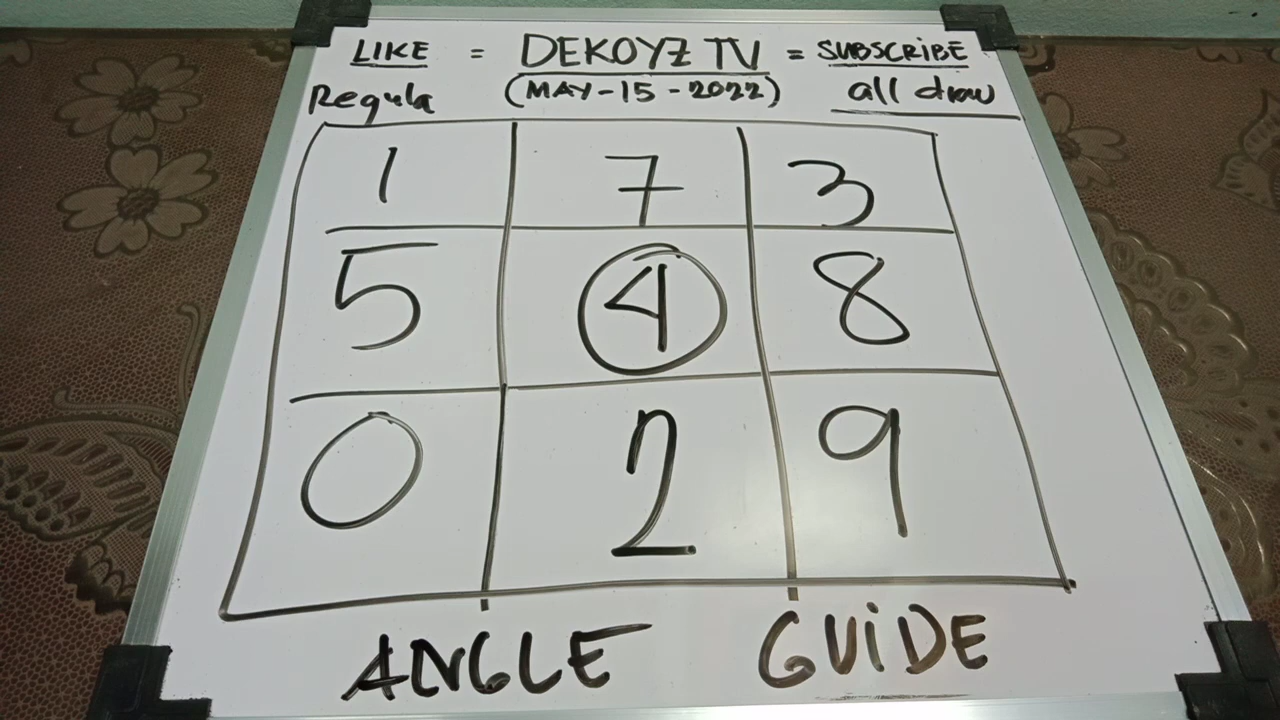 LIKE = DEKOYZ TV = SUBSCRIBE
Regula (MAY-15-2022) all draw
1 7 3
5 4 8
0 2 9
ANGLE GUiDE